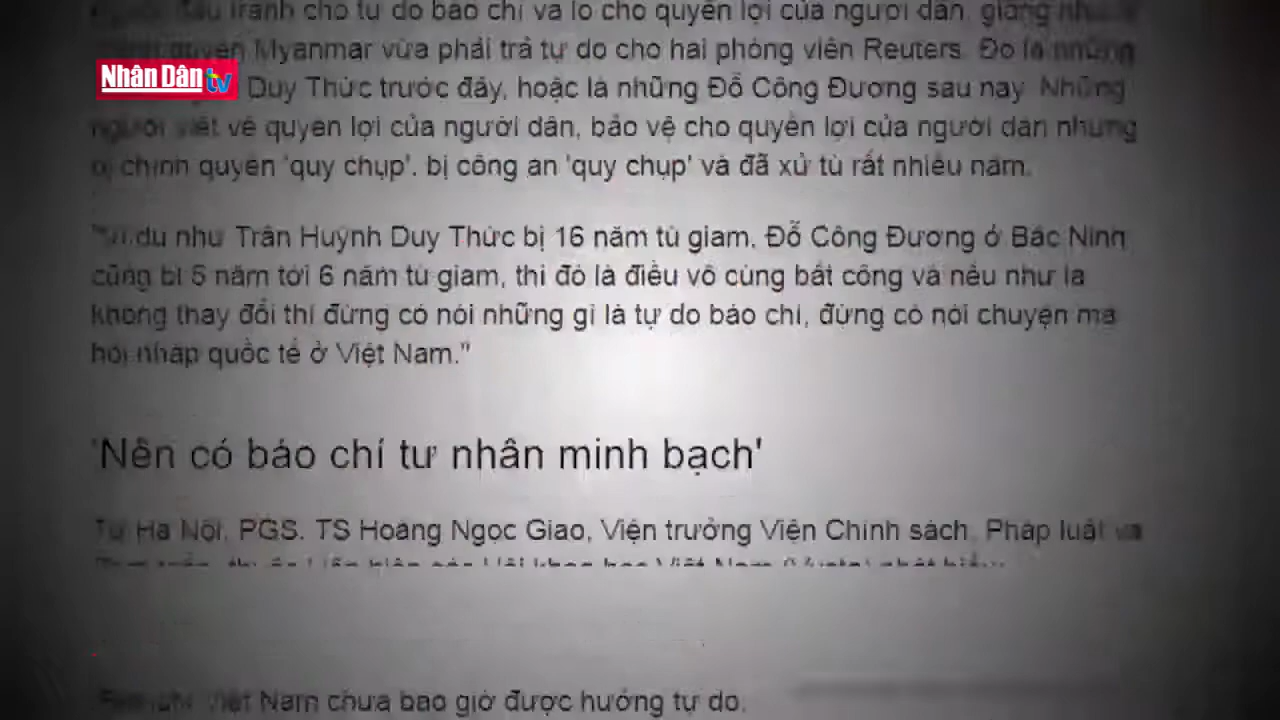 tranh cho tự do báo chí và lo cho quyền lợi của người dân, giống
quyền Myanmar vừa phải trả tự do cho hai phóng viên Reuters. Đó là những
Nhân Dân tv
Duy Thức trước đây, hoặc là những Đỗ Công Đương sau này. Những
người viết về quyền lợi của người dân, bảo vệ cho quyền lợi của người dân nhưng
bị chính quyền 'quy chụp', bị công an 'quy chụp' và đã xử tù rất nhiều năm.
dụ như Trần Huỳnh Duy Thức bị 16 năm tù giam, Đỗ Công Đương ở Bắc Ninh
cũng bị 5 năm tới 6 năm tù giam, thì đó là điều vô cùng bất công và nếu như là
không thay đổi thì đừng có nói những gì là tự do báo chí, đừng có nói chuyện mà
hội nhập quốc tế ở Việt Nam."
'Nên có báo chí tư nhân minh bạch'
Từ Hà Nội, PGS. TS Hoàng Ngọc Giao, Viện trưởng Viện Chính sách, Pháp luật và
Việt Nam chưa bao giờ được hưởng tự do,